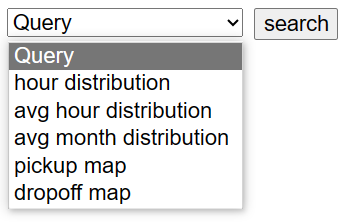 Query search
Query
hour distribution
avg hour distribution
avg month distribution
pickup map
dropoff map